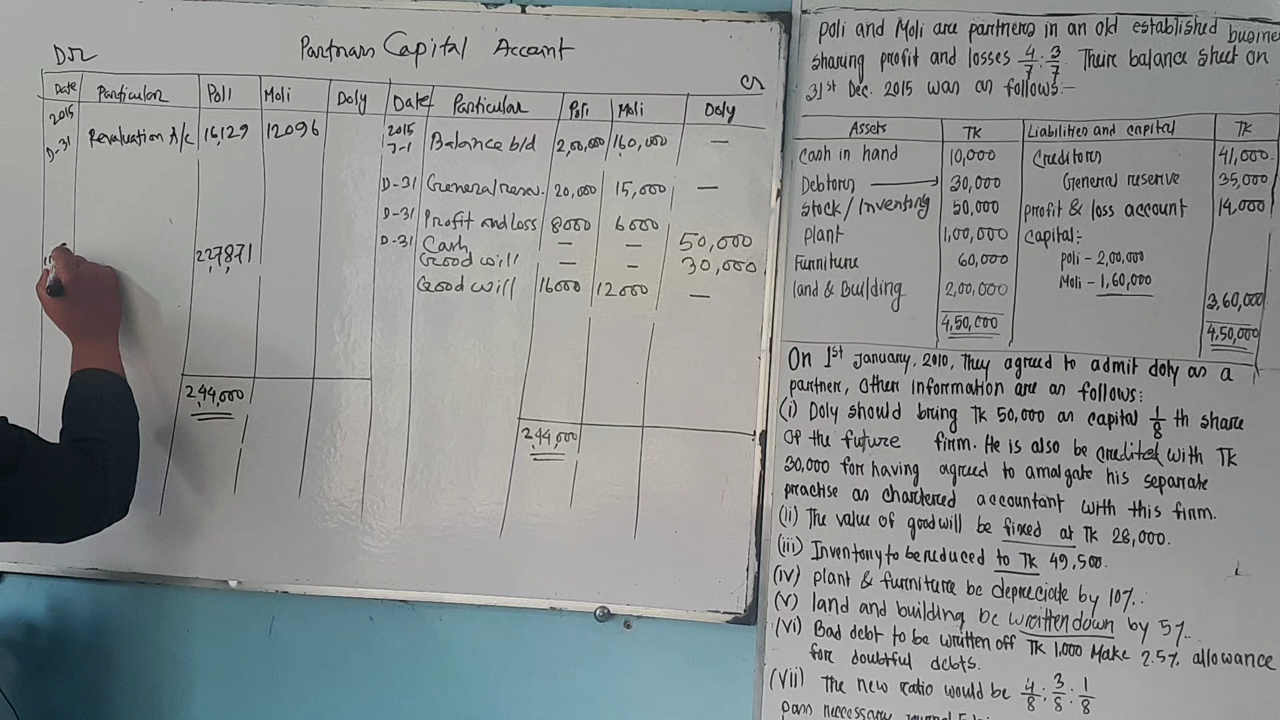 Dr
Partners Capital Account
Cr
Date Particular Poli Moli Doly Date Particular Poli Moli Doly
2015
D-31 Revaluation A/c 16,129 12096 2015
J-1 Balance b/d 2,00,000 160,000 —
D-31 General reser. 20,000 15,000 —
D-31 Profit and loss 8000 6000
D-31 Cash — — 50,000
227,871 Good will — — 30,000
Good will 16000 12000 —
2,44,000
2,44,000
Poli and Moli are partners in an old established busine
sharing profit and losses 4/7 : 3/7. Their balance sheet on
31st Dec. 2015 was as follows:-
Assets TK Liabilities and capital TK
Cash in hand 10,000 Creditors 41,000
Debtors 30,000 General reserve 35,000
Stock / Inventory 50,000 profit & loss account 14,000
plant 1,00,000 Capital:
Furniture 60,000 poli - 2,00,000
land & Building 2,00,000 Moli - 1,60,000
3,60,000
4,50,000 4,50,000
On 1st January, 2010, They agreed to admit doly as a
partner, Other information are as follows:
(i) Doly should bring TK 50,000 as capital 1/8 th share
of the future firm. He is also be credited with TK
30,000 for having agreed to amalgate his separate
practise as chartered accountant with this firm.
(ii) The value of goodwill be fixed at TK 28,000.
(iii) Inventory to be reduced to TK 49,500.
(iv) plant & furniture be depreciate by 10%.
(v) land and building be written down by 5%.
(vi) Bad debt to be written off TK 1,000 Make 2.5% allowance
for doubtful debts.
(vii) The new ratio would be 4/8 : 3/8 : 1/8
pass necessary journal